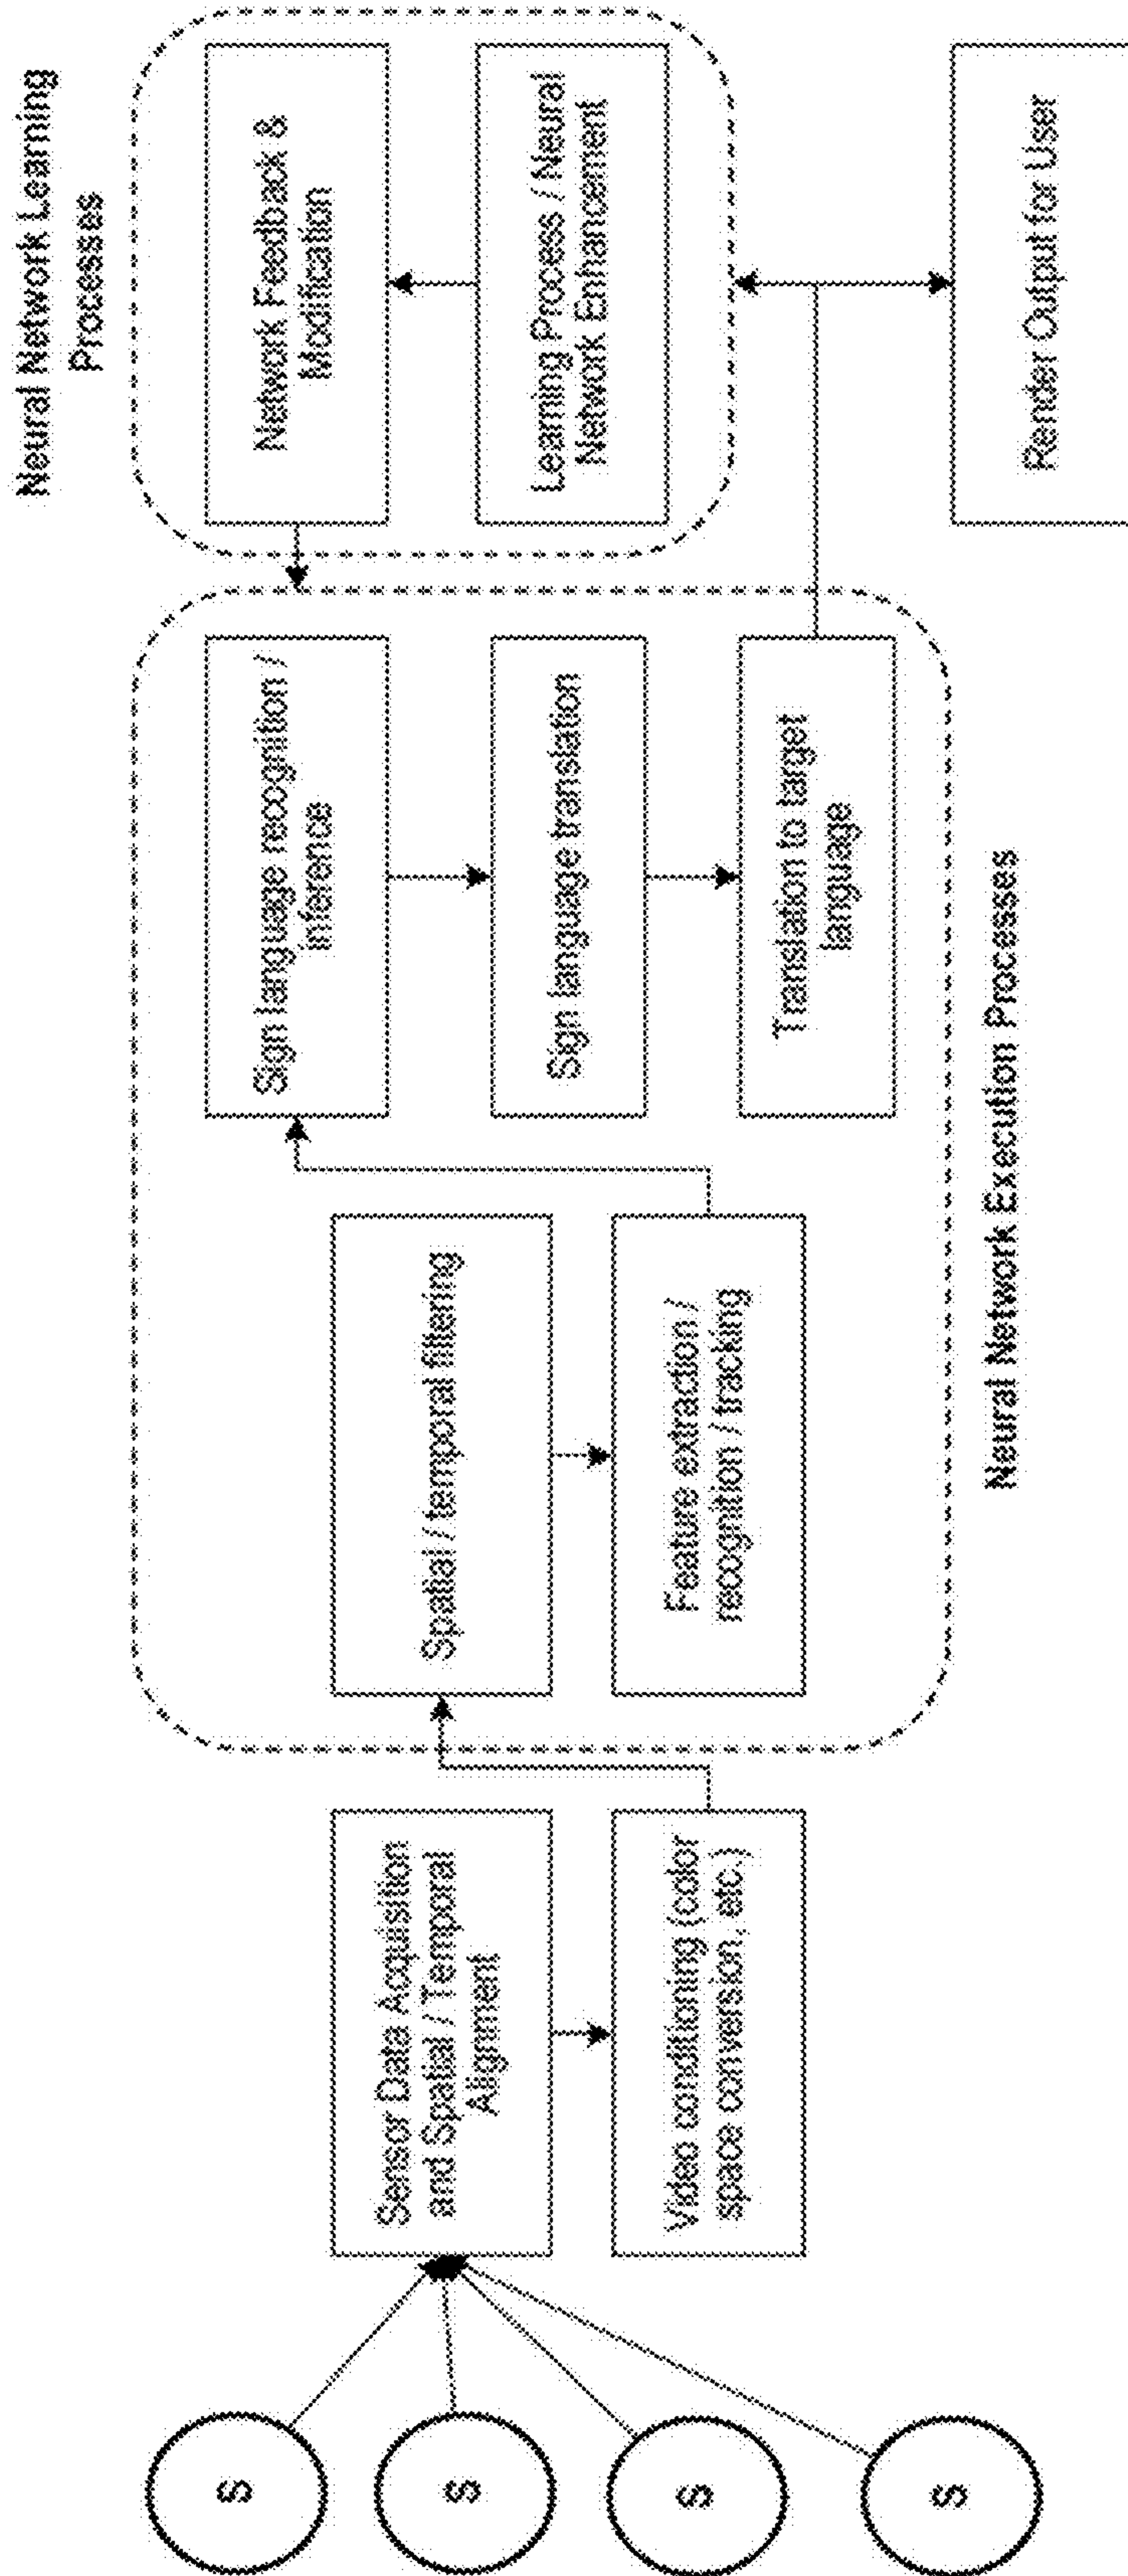 S
S
S
S
Sensor Data Acquisition
and Spatial / Temporal
Alignment
Video conditioning (color
space conversion, etc.)
Spatial / temporal filtering
Feature extraction /
recognition / tracking
Sign language recognition /
inference
Sign language translation
Translation to target
language
Neural Network Execution Processes
Neural Network Learning
Processes
Network Feedback &
Modification
Learning Process / Neural
Network Enhancement
Render Output for User